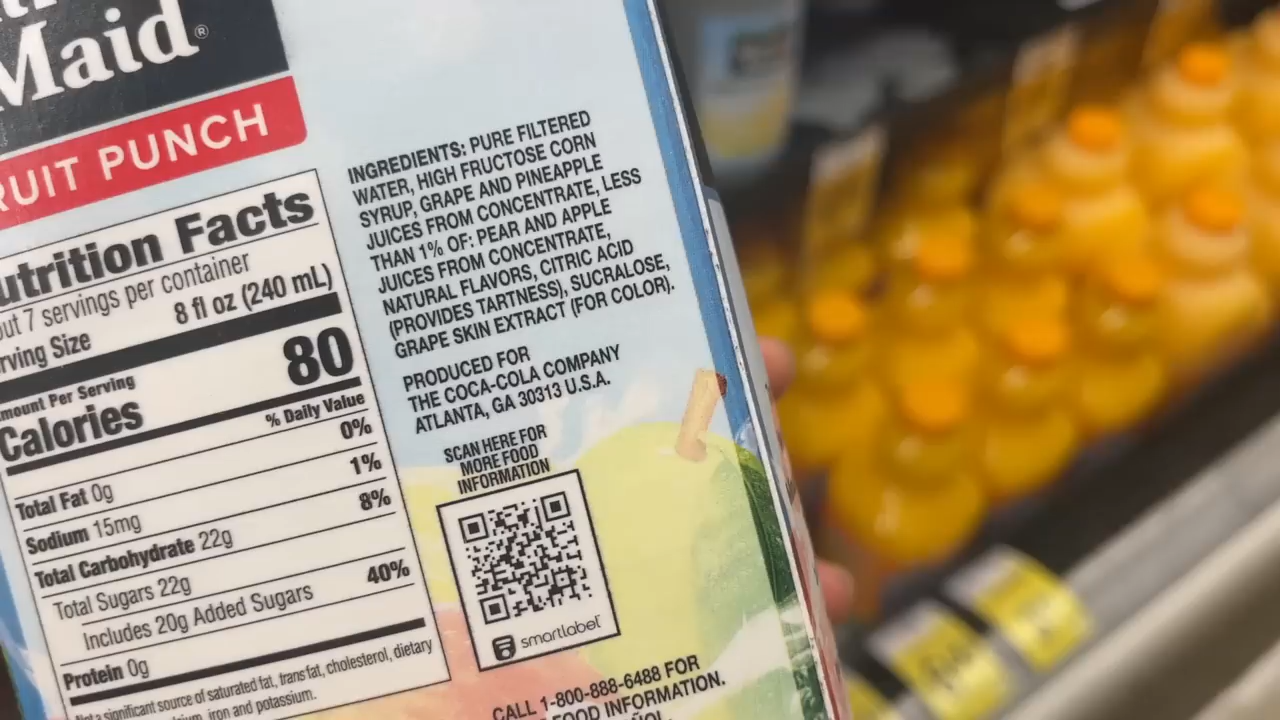 Maid®
RUIT PUNCH
utrition Facts
ut 7 servings per container
rving Size 8 fl oz (240 mL)
mount Per Serving
Calories 80
% Daily Value
Total Fat 0g 0%
Sodium 15mg 1%
Total Carbohydrate 22g 8%
Total Sugars 22g
Includes 20g Added Sugars 40%
Protein 0g
Not a significant source of saturated fat, trans fat, cholesterol, dietary
iron and potassium.
INGREDIENTS: PURE FILTERED
WATER, HIGH FRUCTOSE CORN
SYRUP, GRAPE AND PINEAPPLE
JUICES FROM CONCENTRATE, LESS
THAN 1% OF: PEAR AND APPLE
JUICES FROM CONCENTRATE,
NATURAL FLAVORS, CITRIC ACID
(PROVIDES TARTNESS), SUCRALOSE,
GRAPE SKIN EXTRACT (FOR COLOR).
PRODUCED FOR
THE COCA-COLA COMPANY
ATLANTA, GA 30313 U.S.A.
SCAN HERE FOR
MORE FOOD
INFORMATION
smartlabel
CALL 1-800-888-6488 FOR
FOOD INFORMATION.